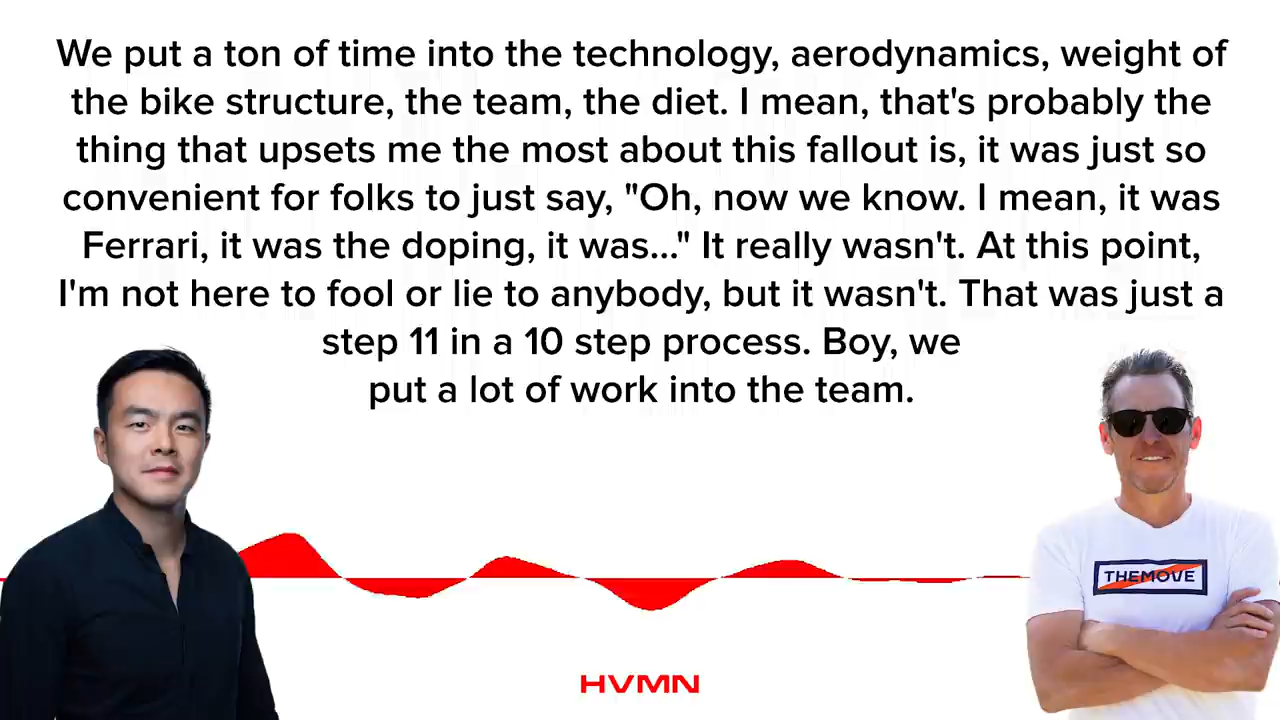 We put a ton of time into the technology, aerodynamics, weight of
the bike structure, the team, the diet. I mean, that's probably the
thing that upsets me the most about this fallout is, it was just so
convenient for folks to just say, "Oh, now we know. I mean, it was
Ferrari, it was the doping, it was..." It really wasn't. At this point,
I'm not here to fool or lie to anybody, but it wasn't. That was just a
step 11 in a 10 step process. Boy, we
put a lot of work into the team.
THEMOVE
HVMN